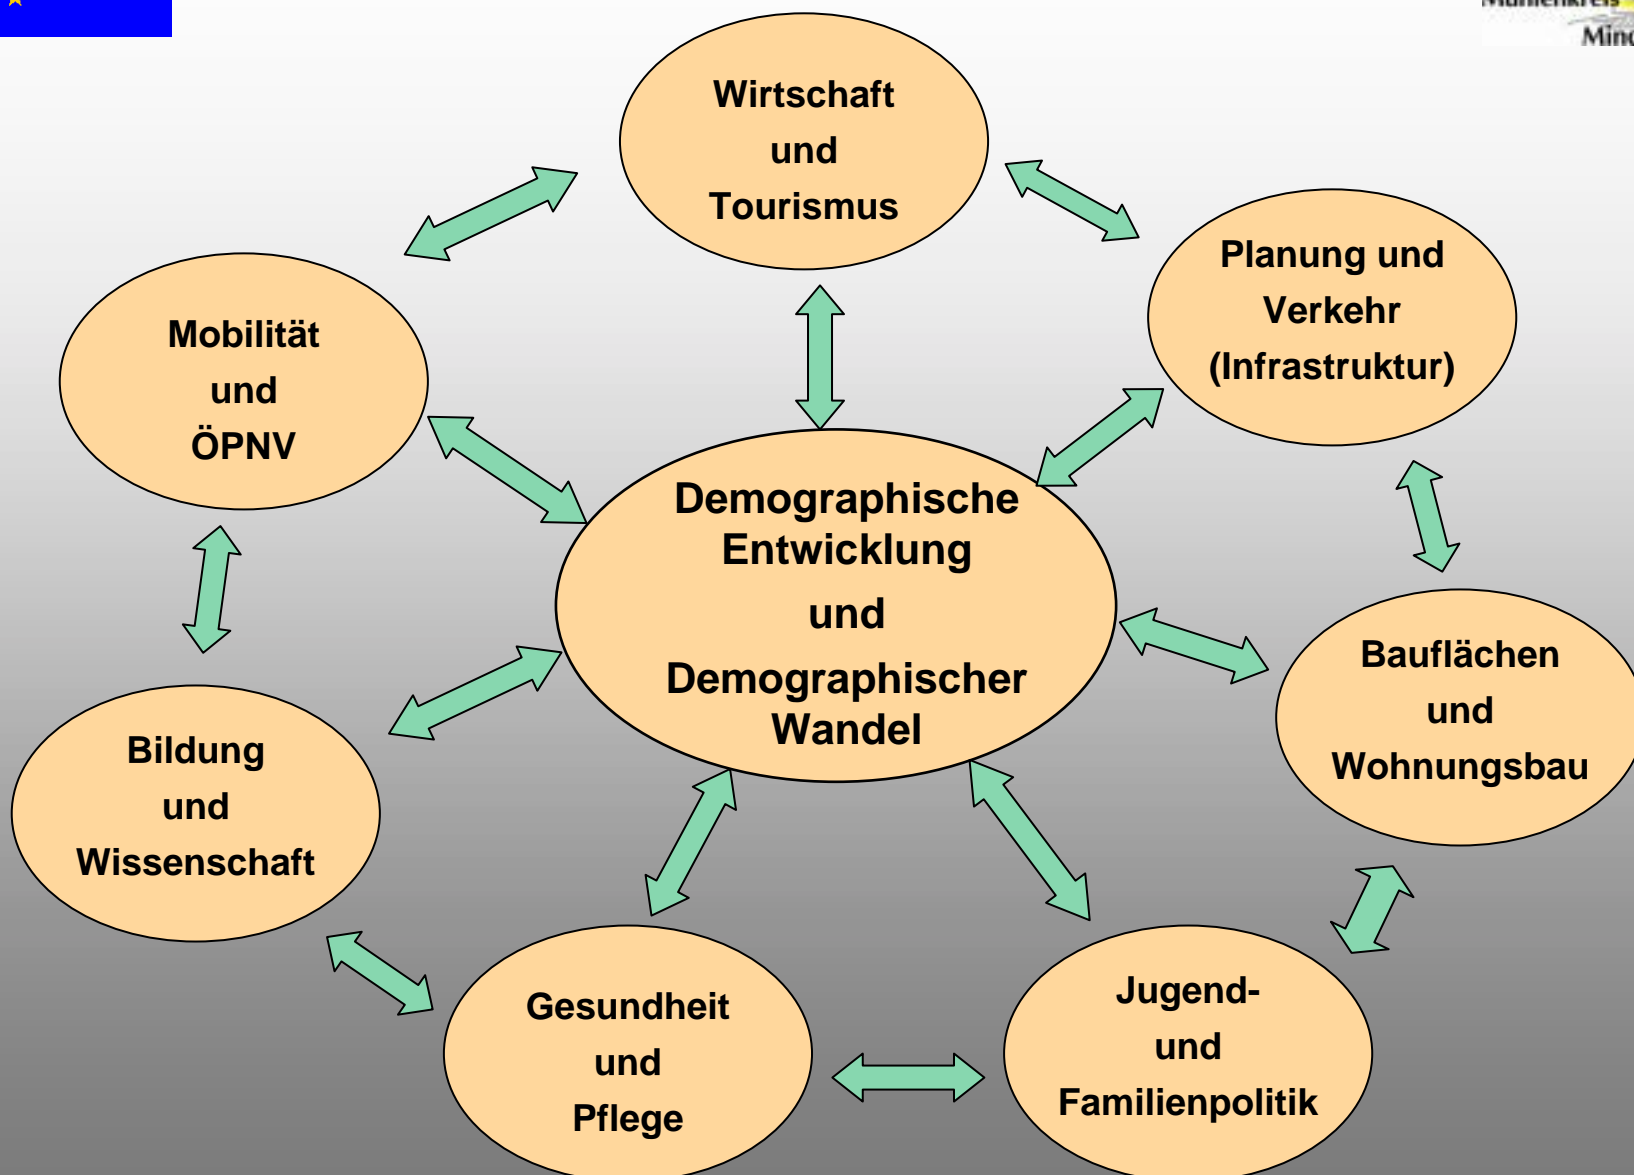 Wirtschaft
und
Tourismus
Planung und
Verkehr
(Infrastruktur)
Mobilität
und
ÖPNV
Demographische
Entwicklung
und
Demographischer
Wandel
Bauflächen
und
Wohnungsbau
Bildung
und
Wissenschaft
Gesundheit
und
Pflege
Jugend-
und
Familienpolitik